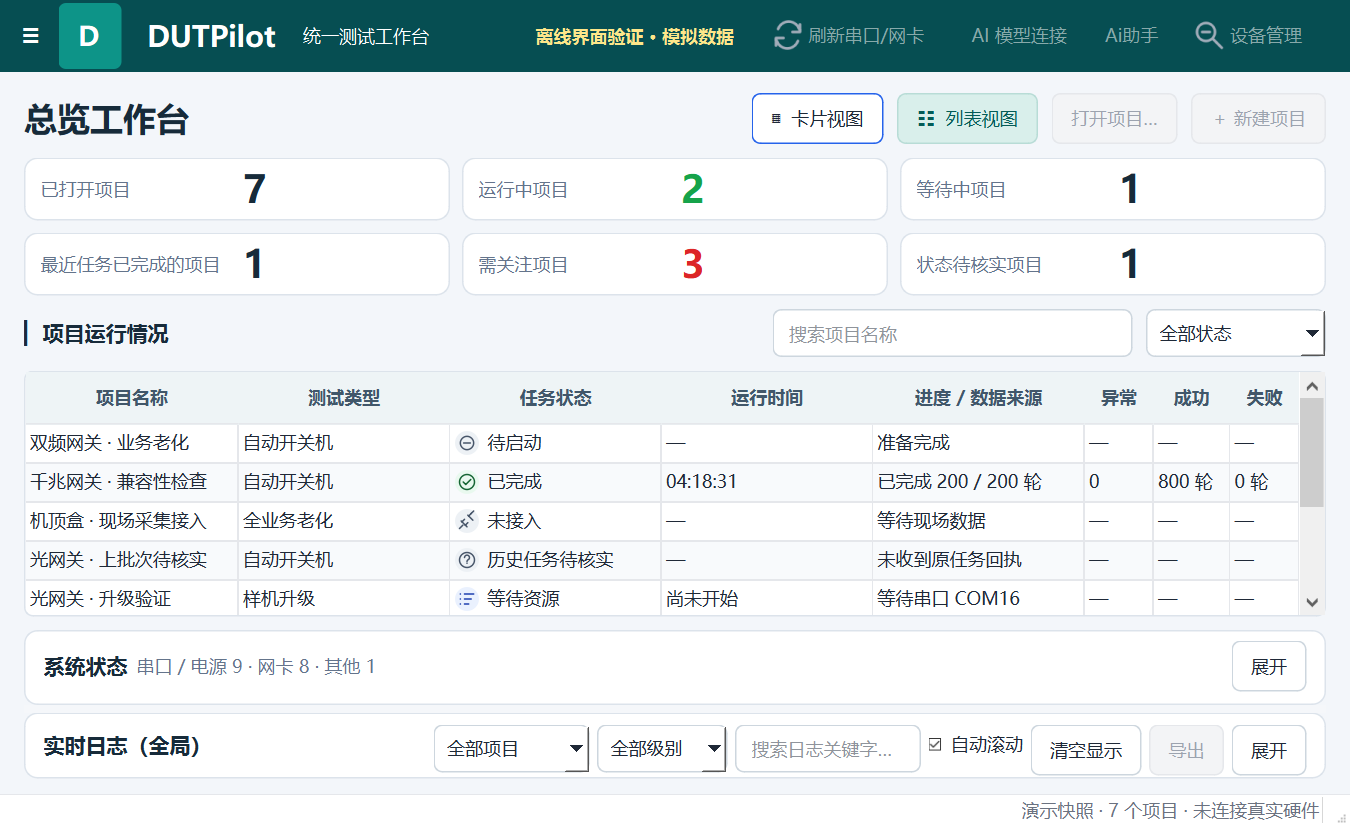 D DUTPilot 统一测试工作台 离线界面验证 • 模拟数据 刷新串口/网卡 AI 模型连接 Ai助手 设备管理
总览工作台 卡片视图 列表视图 打开项目... + 新建项目
已打开项目 7 运行中项目 2 等待中项目 1
最近任务已完成的项目 1 需关注项目 3 状态待核实项目 1
项目运行情况 搜索项目名称 全部状态
项目名称 测试类型 任务状态 运行时间 进度 / 数据来源 异常 成功 失败
双频网关 · 业务老化 自动开关机 待启动 — 准备完成 — — —
千兆网关 · 兼容性检查 自动开关机 已完成 04:18:31 已完成 200 / 200 轮 0 800 轮 0 轮
机顶盒 · 现场采集接入 全业务老化 未接入 — 等待现场数据 — — —
光网关 · 上批次待核实 自动开关机 历史任务待核实 — 未收到原任务回执 — — —
光网关 · 升级验证 样机升级 等待资源 尚未开始 等待串口 COM16 — — —
系统状态 串口 / 电源 9 · 网卡 8 · 其他 1 展开
实时日志（全局） 全部项目 全部级别 搜索日志关键字... 自动滚动 清空显示 导出 展开
演示快照 · 7 个项目 · 未连接真实硬件